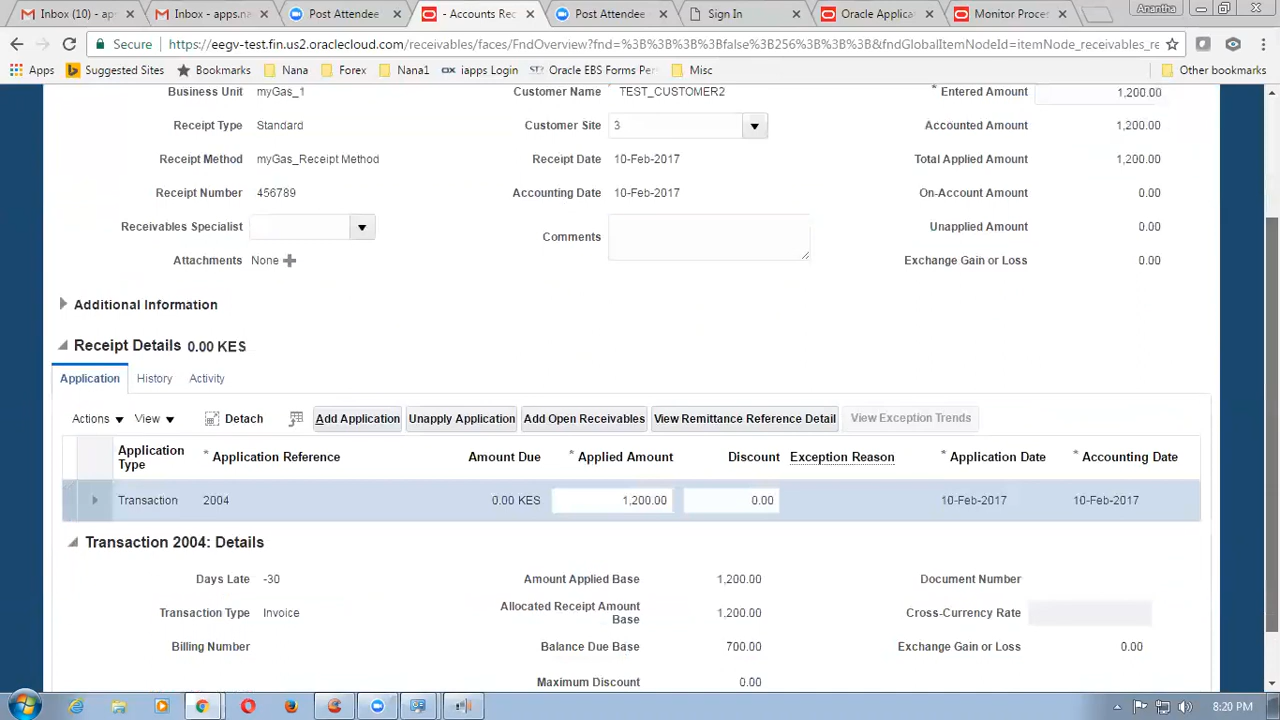 Inbox (10) - ap
Inbox - apps.na
Post Attendee
- Accounts Rec
Post Attendee
Sign In
Oracle Applica
Monitor Proces
Anantha
Secure https://eegv-test.fin.us2.oraclecloud.com/receivables/faces/FndOverview?fnd=%3B%3B%3B%3Bfalse%3B256%3B%3B%3B&fndGlobalItemNodeId=itemNode_receivables_re
Apps Suggested Sites Bookmarks Nana Forex Nana1 iapps Login Oracle EBS Forms Per Misc Other bookmarks
Business Unit myGas_1 Customer Name TEST_CUSTOMER2 * Entered Amount 1,200.00
Receipt Type Standard Customer Site 3 Accounted Amount 1,200.00
Receipt Method myGas_Receipt Method Receipt Date 10-Feb-2017 Total Applied Amount 1,200.00
Receipt Number 456789 Accounting Date 10-Feb-2017 On-Account Amount 0.00
Receivables Specialist Comments Unapplied Amount 0.00
Attachments None Exchange Gain or Loss 0.00
Additional Information
Receipt Details 0.00 KES
Application History Activity
Actions View Detach Add Application Unapply Application Add Open Receivables View Remittance Reference Detail View Exception Trends
Application Type * Application Reference Amount Due * Applied Amount Discount Exception Reason * Application Date * Accounting Date
Transaction 2004 0.00 KES 1,200.00 0.00 10-Feb-2017 10-Feb-2017
Transaction 2004: Details
Days Late -30 Amount Applied Base 1,200.00 Document Number
Transaction Type Invoice Allocated Receipt Amount Base 1,200.00 Cross-Currency Rate
Billing Number Balance Due Base 700.00 Exchange Gain or Loss 0.00
Maximum Discount 0.00
8:20 PM